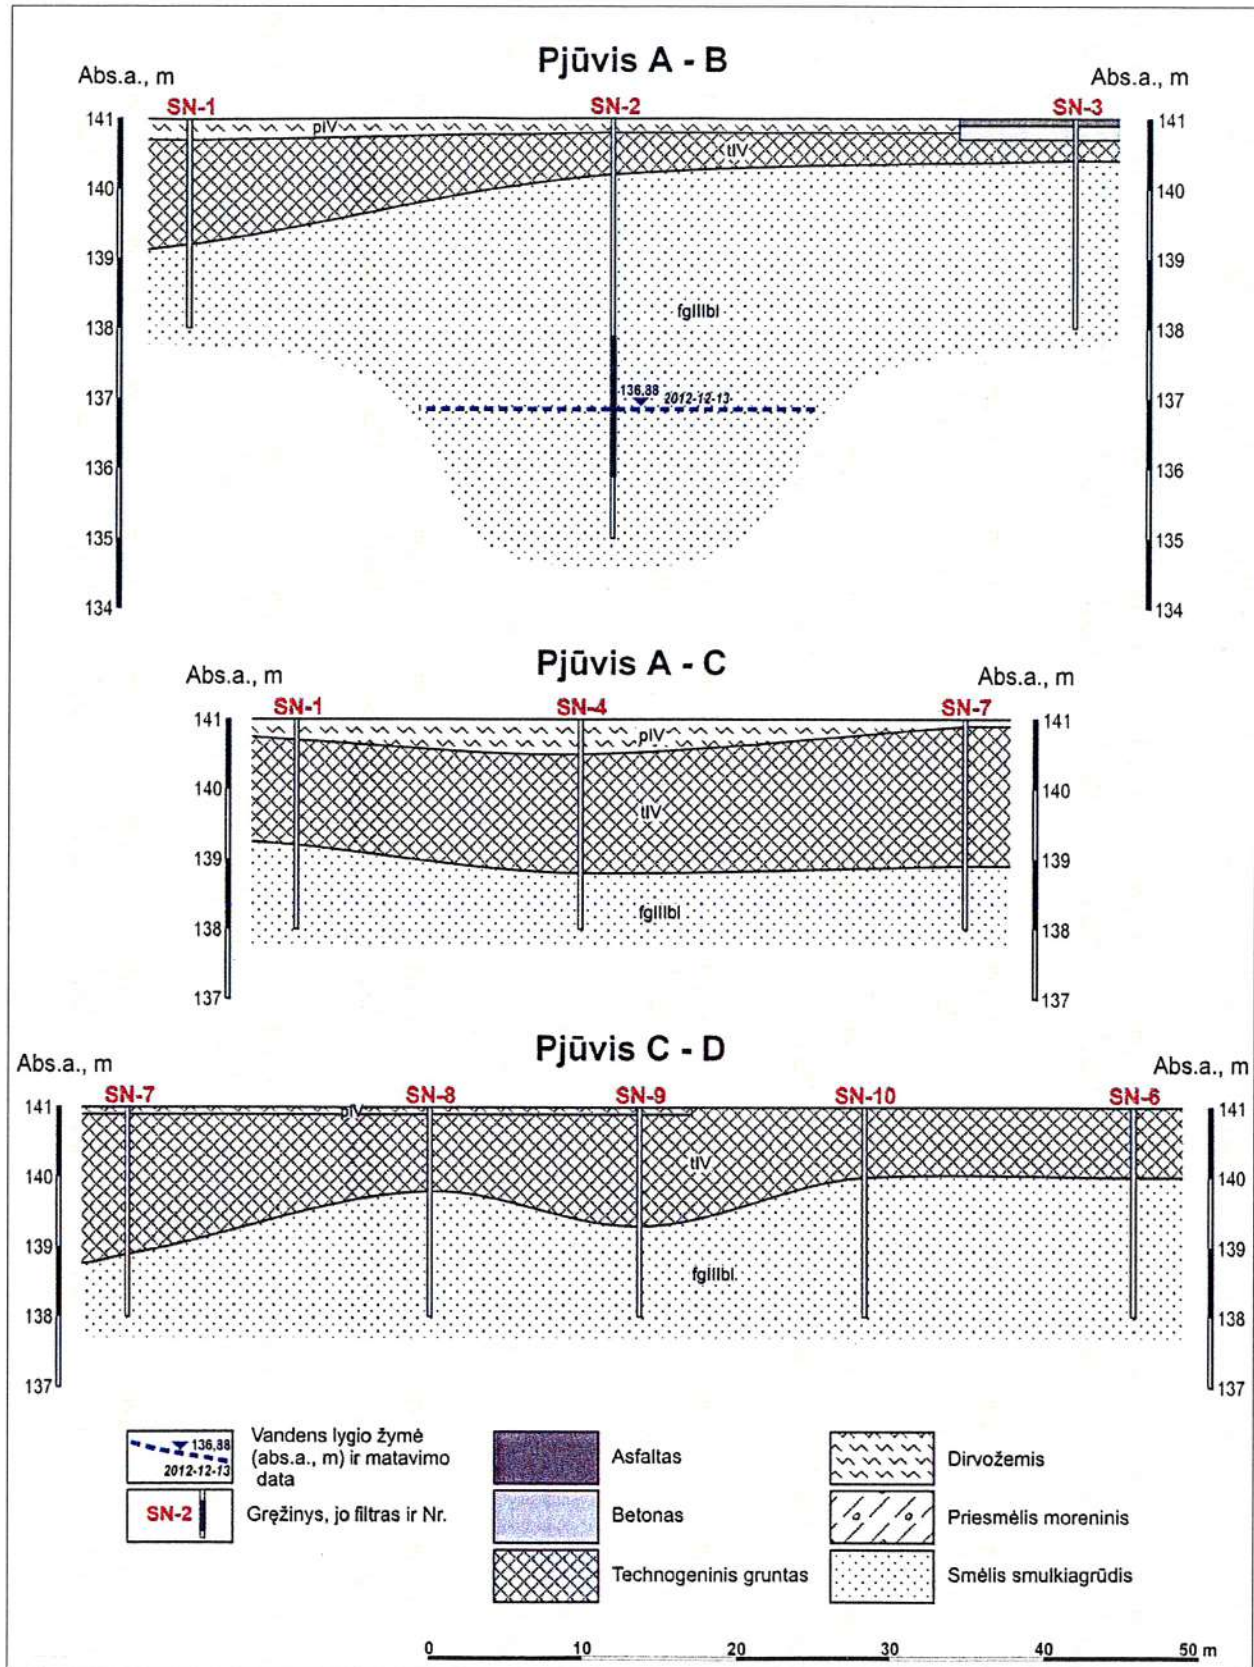 Pjūvis A - B
Abs.a., m
Abs.a., m
SN-1
SN-2
SN-3
141
140
139
138
137
136
135
134
pIV
tIV
fgIIIbl
136,88
2012-12-13
141
140
139
138
137
136
135
134
Pjūvis A - C
Abs.a., m
Abs.a., m
SN-1
SN-4
SN-7
141
140
139
138
137
pIV
tIV
fgIIIbl
141
140
139
138
137
Pjūvis C - D
Abs.a., m
Abs.a., m
SN-7
SN-8
SN-9
SN-10
SN-6
141
140
139
138
137
pIV
tIV
fgIIIbl
141
140
139
138
137
136,88
2012-12-13
Vandens lygio žymė
(abs.a., m) ir matavimo
data
SN-2
Gręžinys, jo filtras ir Nr.
Asfaltas
Betonas
Technogeninis gruntas
Dirvožemis
Priesmėlis moreninis
Smėlis smulkiagrūdis
0 10 20 30 40 50 m